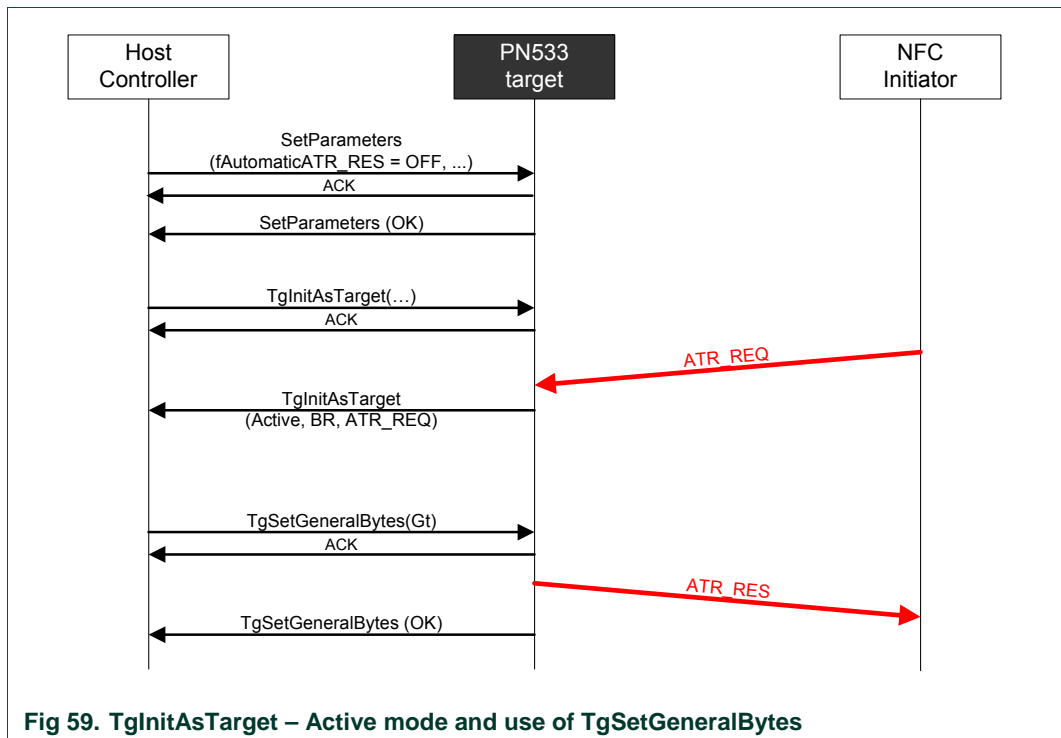 Host
Controller
PN533
target
NFC
Initiator
SetParameters
(fAutomaticATR_RES = OFF, ...)
ACK
SetParameters (OK)
TgInitAsTarget(…)
ACK
ATR_REQ
TgInitAsTarget
(Active, BR, ATR_REQ)
TgSetGeneralBytes(Gt)
ACK
ATR_RES
TgSetGeneralBytes (OK)
Fig 59. TgInitAsTarget – Active mode and use of TgSetGeneralBytes